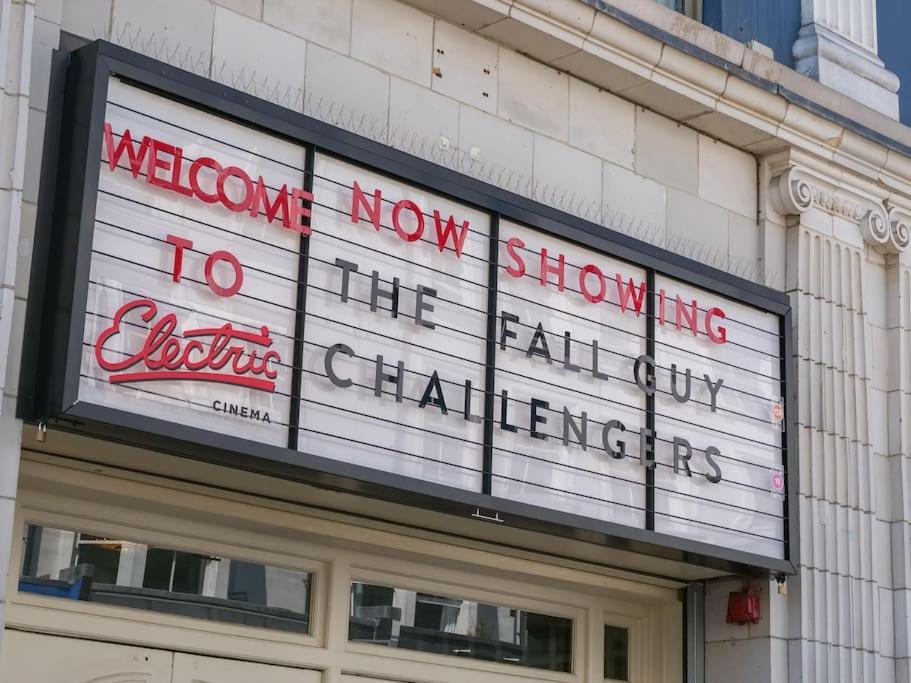 WELCOME
TO
Electric
CINEMA
NOW SHOWING
THE FALL GUY
CHALLENGERS